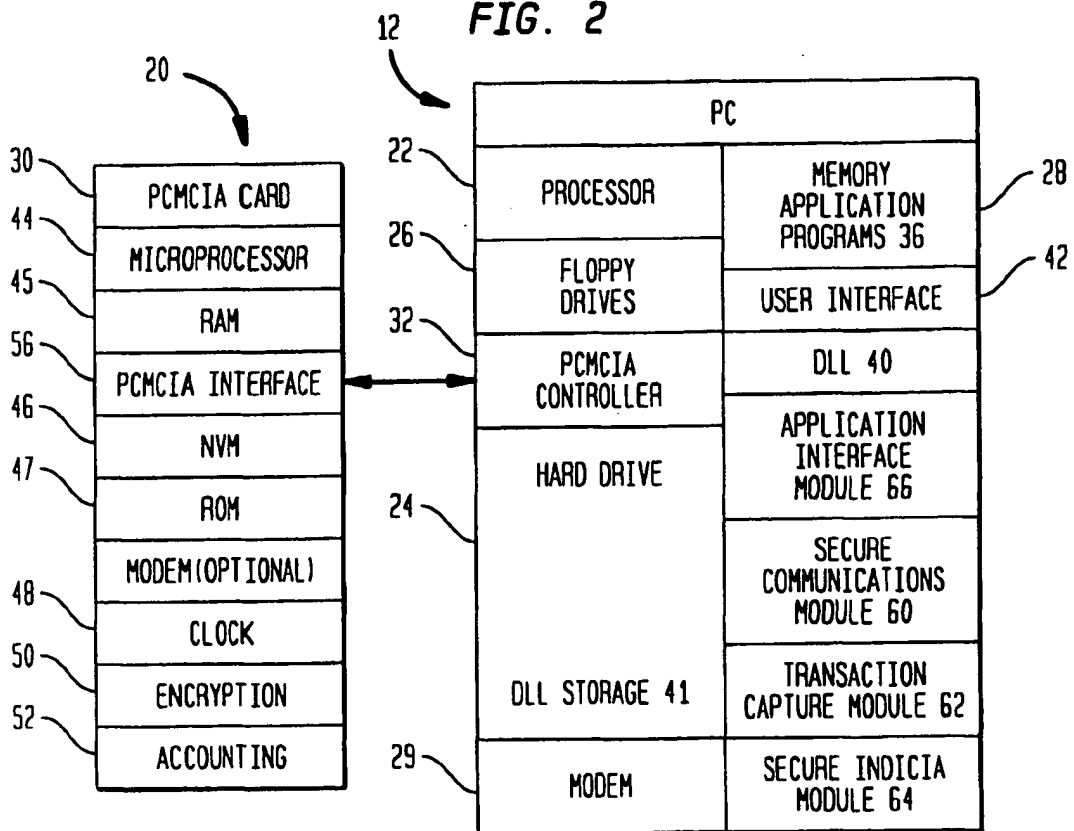 FIG. 2
12
20
30
PCMCIA CARD
44
MICROPROCESSOR
45
RAM
56
PCMCIA INTERFACE
46
NVM
47
ROM
MODEM(OPTIONAL)
48
CLOCK
50
ENCRYPTION
52
ACCOUNTING
PC
22
PROCESSOR
26
FLOPPY
DRIVES
32
PCMCIA
CONTROLLER
24
HARD DRIVE
DLL STORAGE 41
29
MODEM
MEMORY
APPLICATION
PROGRAMS 36
28
USER INTERFACE
42
DLL 40
APPLICATION
INTERFACE
MODULE 66
SECURE
COMMUNICATIONS
MODULE 60
TRANSACTION
CAPTURE MODULE 62
SECURE INDICIA
MODULE 64